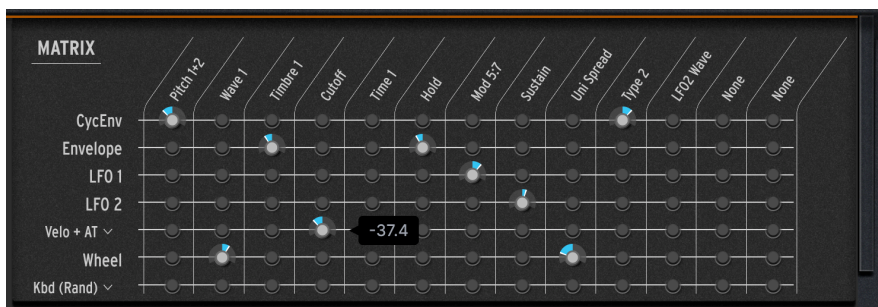 MATRIX
Pitch 1+2
Wave 1
Timbre 1
Cutoff
Time 1
Hold
Mod 5:7
Sustain
Uni Spread
Type 2
LFO2 Wave
None
None
CycEnv
Envelope
LFO 1
LFO 2
Velo + AT
-37.4
Wheel
Kbd (Rand)